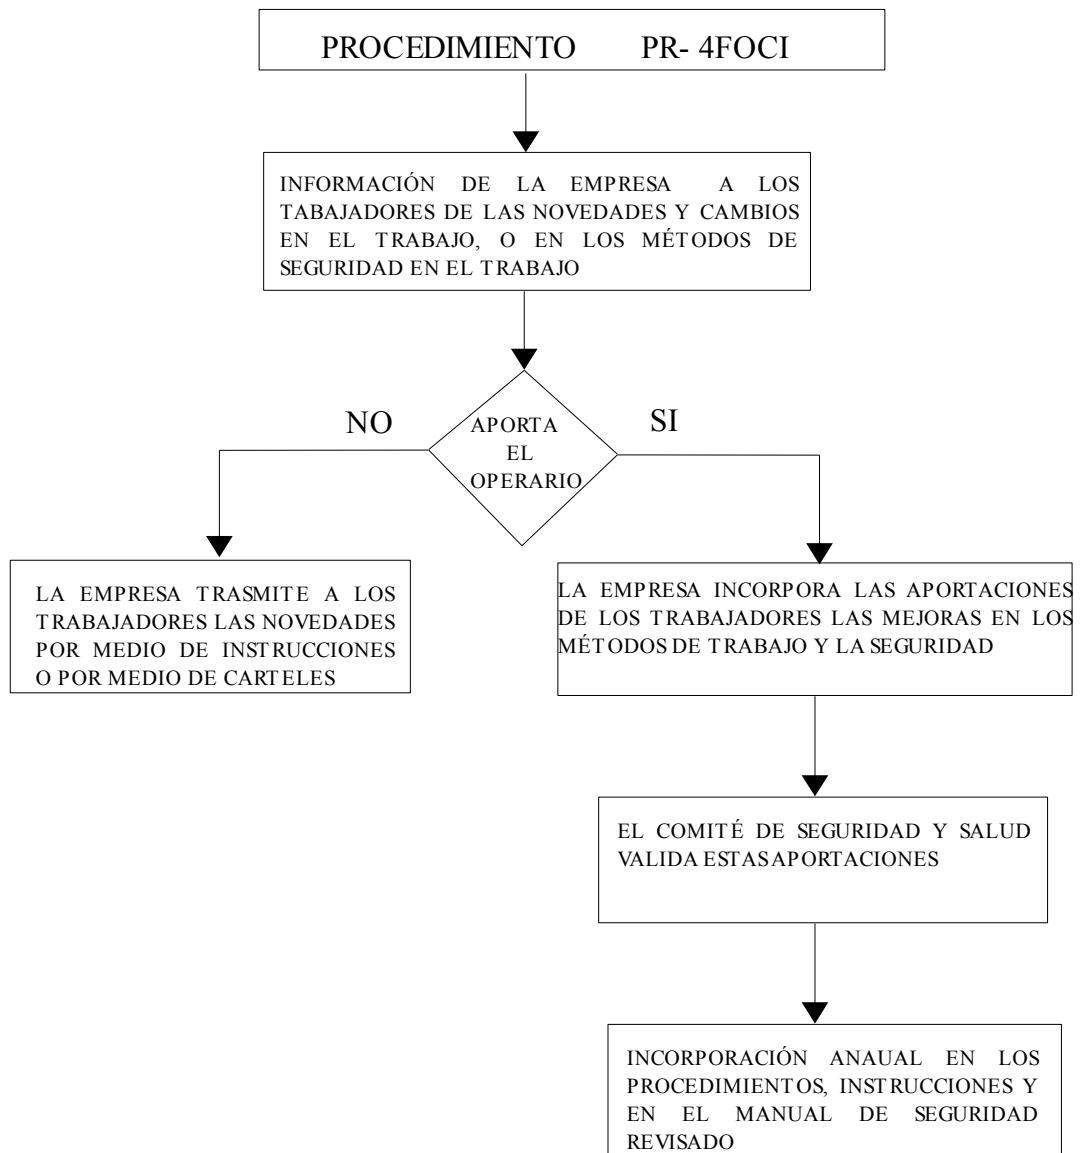 PROCEDIMIENTO PR- 4FOCI
INFORMACIÓN DE LA EMPRESA A LOS
TABAJADORES DE LAS NOVEDADES Y CAMBIOS
EN EL TRABAJO, O EN LOS MÉTODOS DE
SEGURIDAD EN EL TRABAJO
NO
SI
APORTA
EL
OPERARIO
LA EMPRESA TRASMITE A LOS
TRABAJADORES LAS NOVEDADES
POR MEDIO DE INSTRUCCIONES
O POR MEDIO DE CARTELES
LA EMPRESA INCORPORA LAS APORTACIONES
DE LOS TRABAJADORES LAS MEJORAS EN LOS
MÉTODOS DE TRABAJO Y LA SEGURIDAD
EL COMITÉ DE SEGURIDAD Y SALUD
VALIDA ESTAS APORTACIONES
INCORPORACIÓN ANAUAL EN LOS
PROCEDIMIENTOS, INSTRUCCIONES Y
EN EL MANUAL DE SEGURIDAD
REVISADO